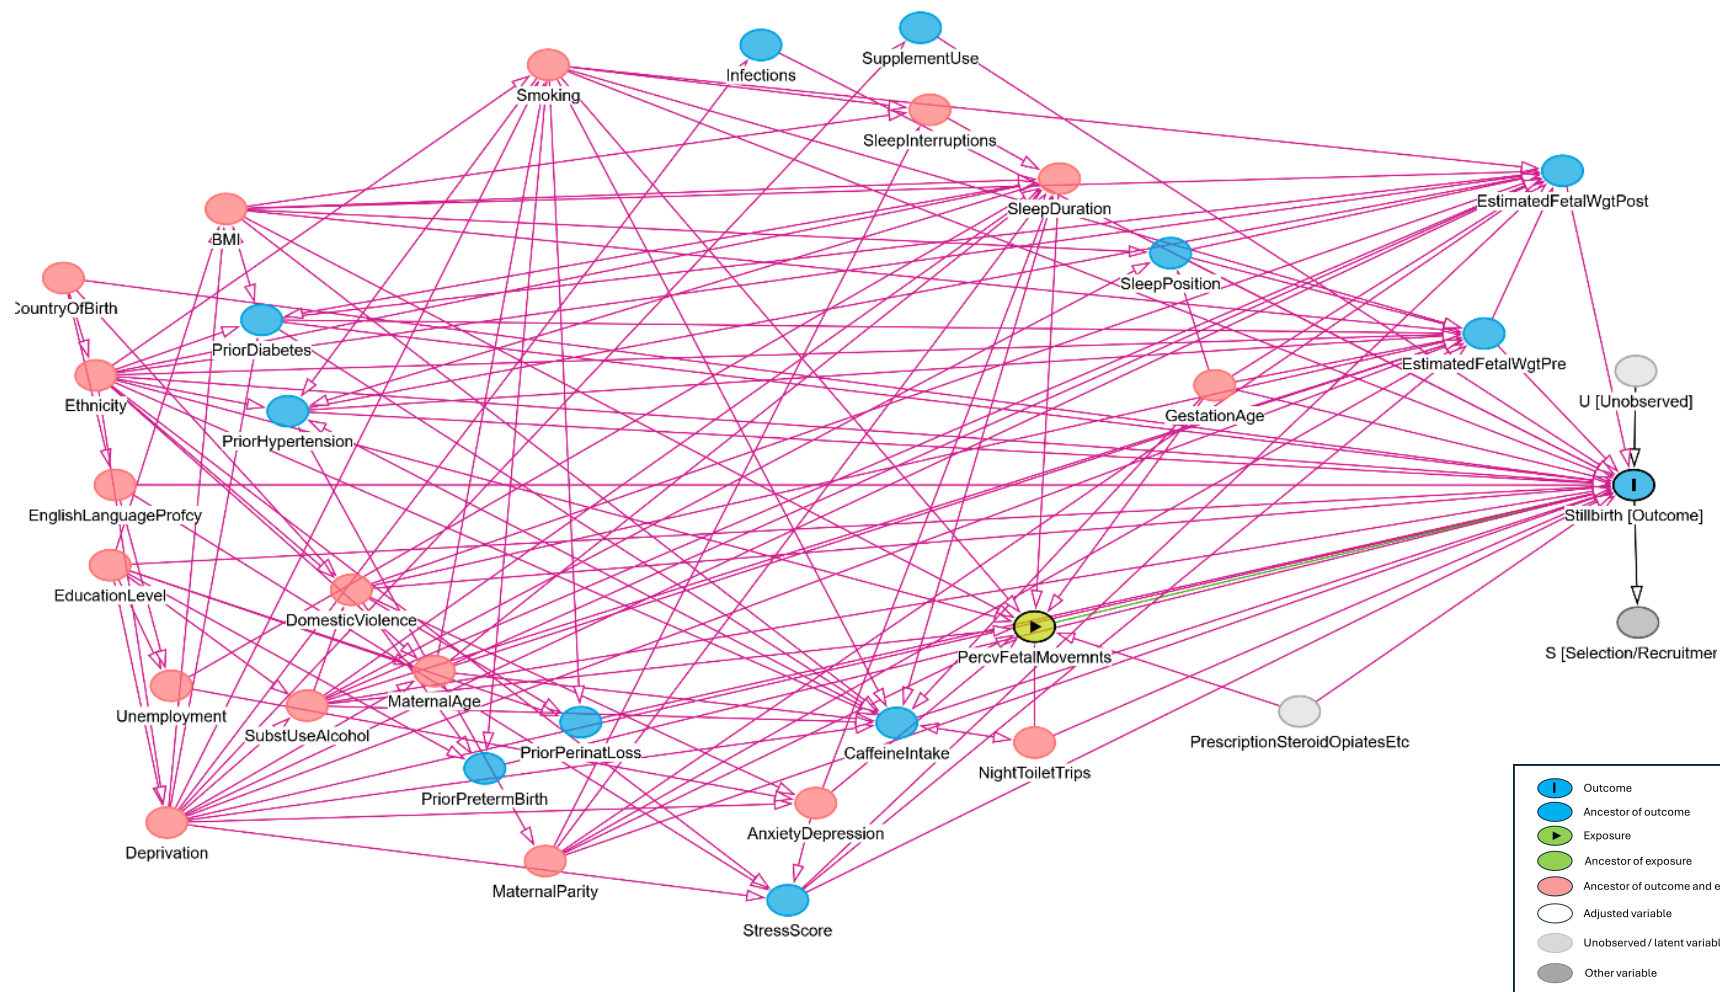 SupplementUse
Infections
Smoking
SleepInterruptions
EstimatedFetalWgtPost
SleepDuration
BMI
SleepPosition
CountryOfBirth
PriorDiabetes
EstimatedFetalWgtPre
Ethnicity
U [Unobserved]
GestationAge
PriorHypertension
EnglishLanguageProfcy
Stillbirth [Outcome]
EducationLevel
DomesticViolence
PercvFetalMovemnts
S [Selection/Recruitmer
MaternalAge
Unemployment
SubstUseAlcohol
PriorPerinatLoss
CaffeineIntake
PrescriptionSteroidOpiatesEtc
NightToiletTrips
PriorPretermBirth
AnxietyDepression
Deprivation
MaternalParity
StressScore
Outcome
Ancestor of outcome
Exposure
Ancestor of exposure
Ancestor of outcome and e
Adjusted variable
Unobserved / latent variabl
Other variable